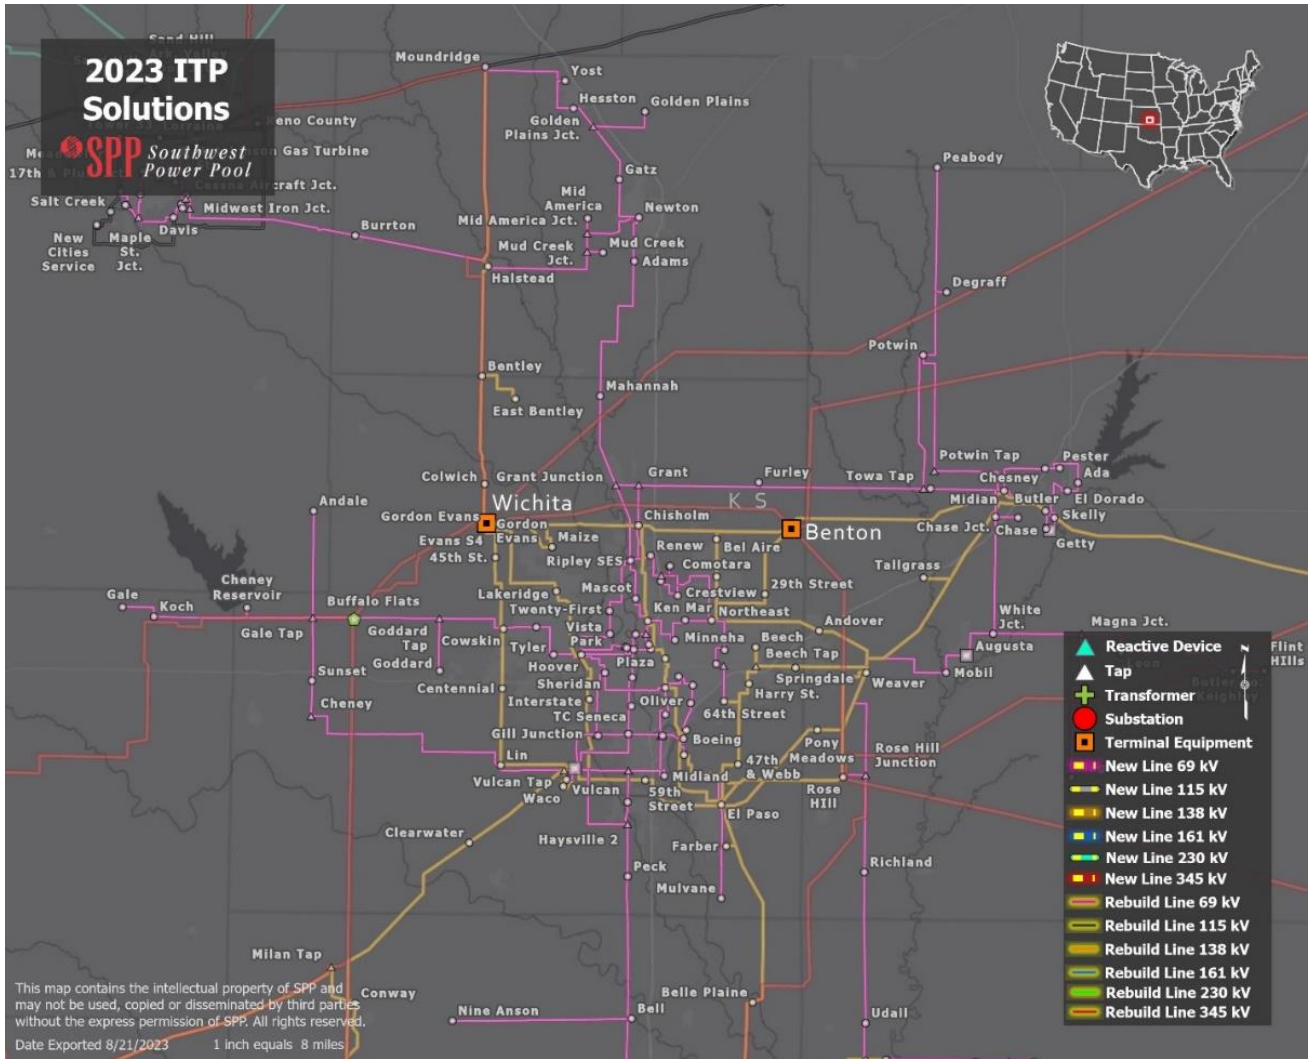 2023 ITP
Solutions
SPP Southwest
Power Pool
Sand Hill
Moundridge
Yost
Hesston
Golden Plains
Golden
Plains Jct.
Reno County
Gas Turbine
17th &
Cessna Aircraft Jct.
Salt Creek
Midwest Iron Jct.
Davis
New
Cities
Service
Maple
St.
Jct.
Burrton
Gatz
Mid
America
Mid America Jct.
Newton
Mud Creek
Jct.
Mud Creek
Adams
Halstead
Peabody
Degraff
Potwin
Bentley
East Bentley
Mahannah
Colwich
Grant Junction
Grant
Furley
Towa Tap
Potwin Tap
Pester
Ada
Chesney
Midian
Butler
El Dorado
Skelly
Chase Jct.
Chase
Getty
Andale
Wichita
K S
Gordon Evans
Gordon
Evans
Chisholm
Benton
Evans S4
Maize
45th St.
Ripley SES
Renew
Bel Aire
Comotara
Tallgrass
Cheney
Reservoir
Gale
Koch
Buffalo Flats
Lakeridge
Mascot
Crestview
29th Street
Twenty-First
Ken Mar
Northeast
Gale Tap
Goddard
Tap
Cowskin
Vista
Park
Minneha
Beech
Andover
White
Jct.
Magna Jct.
Tyler
Goddard
Hoover
Plaza
Beech Tap
Augusta
Sunset
Sheridan
Springdale
Weaver
Mobil
Flint
Hills
Centennial
Interstate
Oliver
Harry St.
Cheney
TC Seneca
64th Street
Gill Junction
Boeing
Pony
Meadows
Rose Hill
Junction
Lin
Vulcan Tap
Vulcan
Midland
47th
& Webb
Waco
59th
Street
Rose
HIll
El Paso
Clearwater
Haysville 2
Farber
Peck
Mulvane
Richland
Milan Tap
Conway
Belle Plaine
Nine Anson
Bell
Udall
Reactive Device
Tap
Transformer
Substation
Terminal Equipment
New Line 69 kV
New Line 115 kV
New Line 138 kV
New Line 161 kV
New Line 230 kV
New Line 345 kV
Rebuild Line 69 kV
Rebuild Line 115 kV
Rebuild Line 138 kV
Rebuild Line 161 kV
Rebuild Line 230 kV
Rebuild Line 345 kV
N
This map contains the intellectual property of SPP and
may not be used, copied or disseminated by third parties
without the express permission of SPP. All rights reserved.
Date Exported 8/21/2023 1 inch equals 8 miles